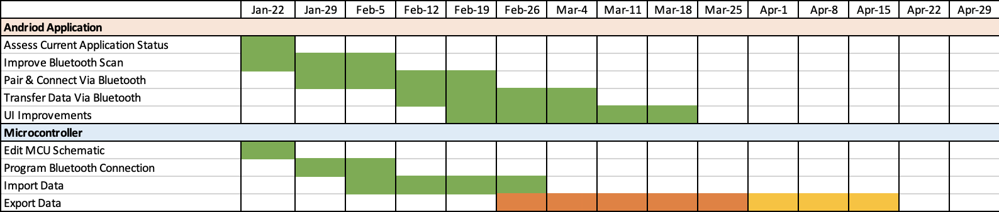 Jan-22 Jan-29 Feb-5 Feb-12 Feb-19 Feb-26 Mar-4 Mar-11 Mar-18 Mar-25 Apr-1 Apr-8 Apr-15 Apr-22 Apr-29
Andriod Application
Assess Current Application Status
Improve Bluetooth Scan
Pair & Connect Via Bluetooth
Transfer Data Via Bluetooth
UI Improvements
Microcontroller
Edit MCU Schematic
Program Bluetooth Connection
Import Data
Export Data